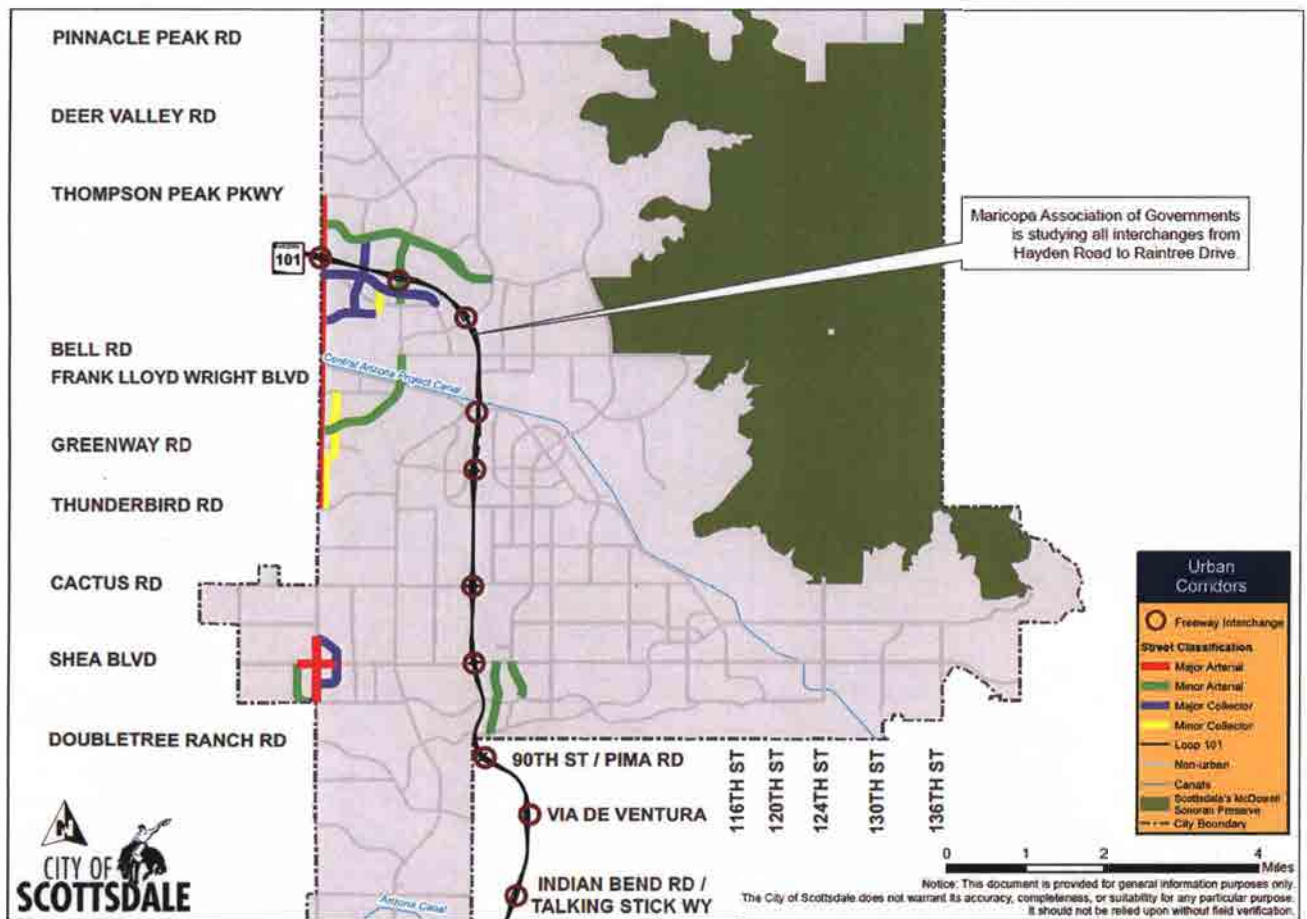 PINNACLE PEAK RD
DEER VALLEY RD
THOMPSON PEAK PKWY
Maricopa Association of Governments
is studying all interchanges from
Hayden Road to Raintree Drive.
101
BELL RD
FRANK LLOYD WRIGHT BLVD
Central Arizona Project Canal
GREENWAY RD
THUNDERBIRD RD
CACTUS RD
SHEA BLVD
DOUBLETREE RANCH RD
90TH ST / PIMA RD
VIA DE VENTURA
INDIAN BEND RD /
TALKING STICK WY
116TH ST
120TH ST
124TH ST
130TH ST
136TH ST
Arizona Canal
Urban
Corridors
Freeway Interchange
Street Classification
Major Arterial
Minor Arterial
Major Collector
Minor Collector
Loop 101
Non-urban
Canals
Scottsdale's McDowell
Sonoran Preserve
City Boundary
N
CITY OF
SCOTTSDALE
0 1 2 4
Miles
Notice: This document is provided for general information purposes only.
The City of Scottsdale does not warrant its accuracy, completeness, or suitability for any particular purpose.
It should not be relied upon without field verification.